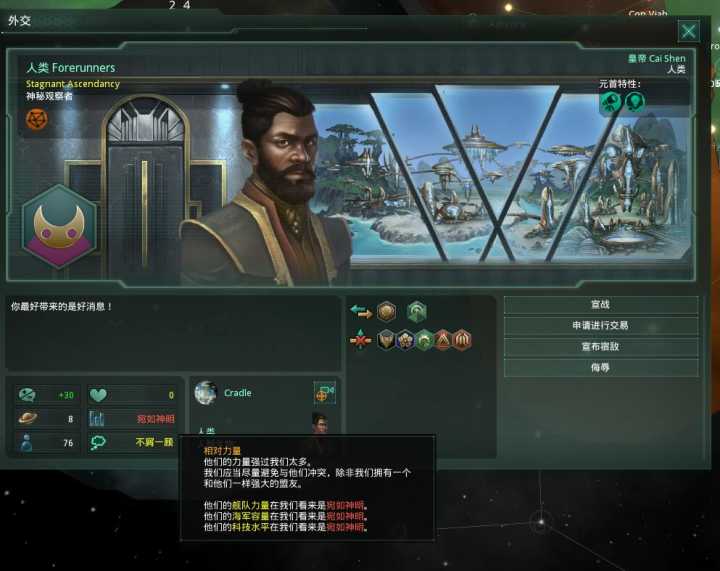 2 4
外交
人类 Forerunners
Stagnant Ascendancy
神秘观察者
皇帝 Cai Shen
人类
元首特性:
你最好带来的是好消息！
宣战
申请进行交易
宣布宿敌
侮辱
+30
0
8
宛如神明
76
不屑一顾
Cradle
人类
相对力量
他们的力量强过我们太多。
我们应当尽量避免与他们冲突，除非我们拥有一个
和他们一样强大的盟友。
他们的舰队力量在我们看来是宛如神明。
他们的海军容量在我们看来是宛如神明。
他们的科技水平在我们看来是宛如神明。